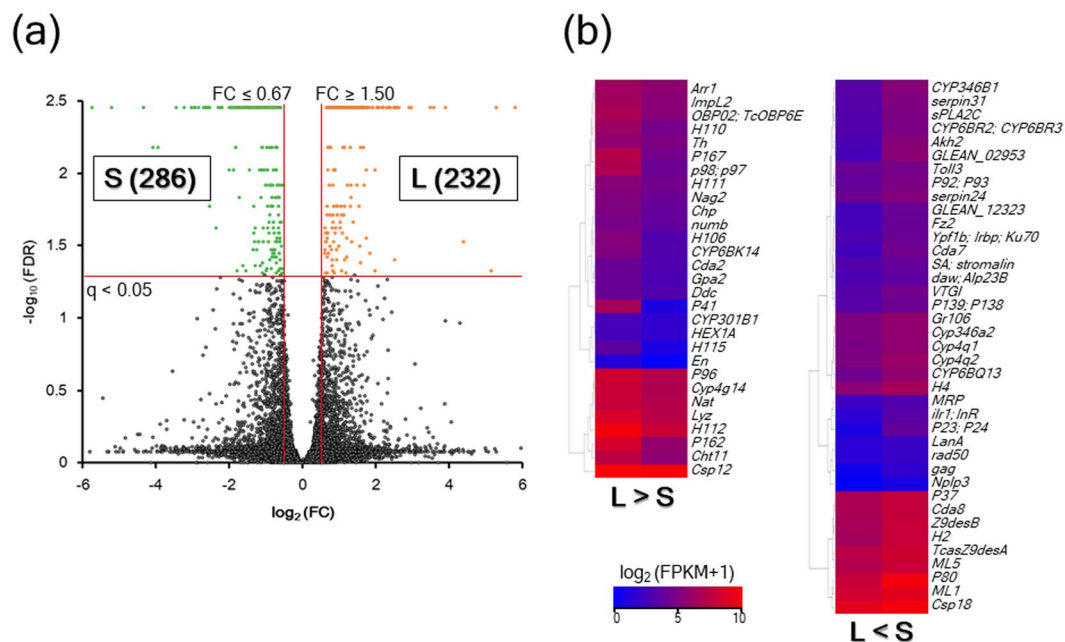 (a)
FC ≤ 0.67
FC ≥ 1.50
2.5
2
1.5
1
0.5
0
S (286)
L (232)
q < 0.05
-log10 (FDR)
-6
-4
-2
0
2
4
6
log2 (FC)
(b)
Arr1
ImpL2
OBP02; TcOBP6E
H110
Th
P167
p98; p97
H111
Nag2
Chp
numb
H106
CYP6BK14
Cda2
Gpa2
Ddc
P41
CYP301B1
HEX1A
H115
En
P96
Cyp4g14
Nat
Lyz
H112
P162
Cht11
Csp12
L > S
log2 (FPKM+1)
0
5
10
CYP346B1
serpin31
sPLA2C
CYP6BR2; CYP6BR3
Akh2
GLEAN_02953
Toll3
P92; P93
serpin24
GLEAN_12323
Fz2
Ypf1b; Irbp; Ku70
Cda7
SA; stromalin
daw; Alp23B
VTGl
P139; P138
Gr106
Cyp346a2
Cyp4q1
Cyp4q2
CYP6BQ13
H4
MRP
ilr1; InR
P23; P24
LanA
rad50
gag
Nplp3
P37
Cda8
Z9desB
H2
TcasZ9desA
ML5
P80
ML1
Csp18
L < S